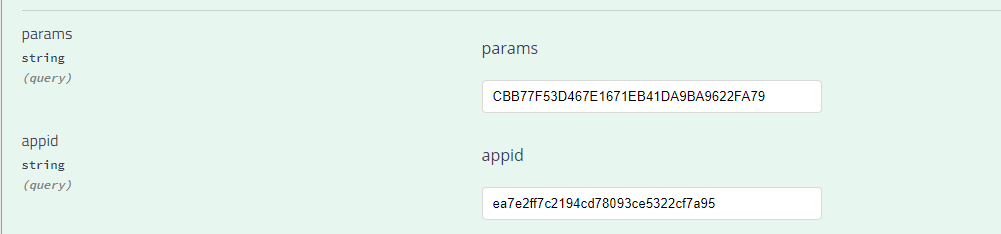 params
string
(query)
params
CBB77F53D467E1671EB41DA9BA9622FA79
appid
string
(query)
appid
ea7e2ff7c2194cd78093ce5322cf7a95